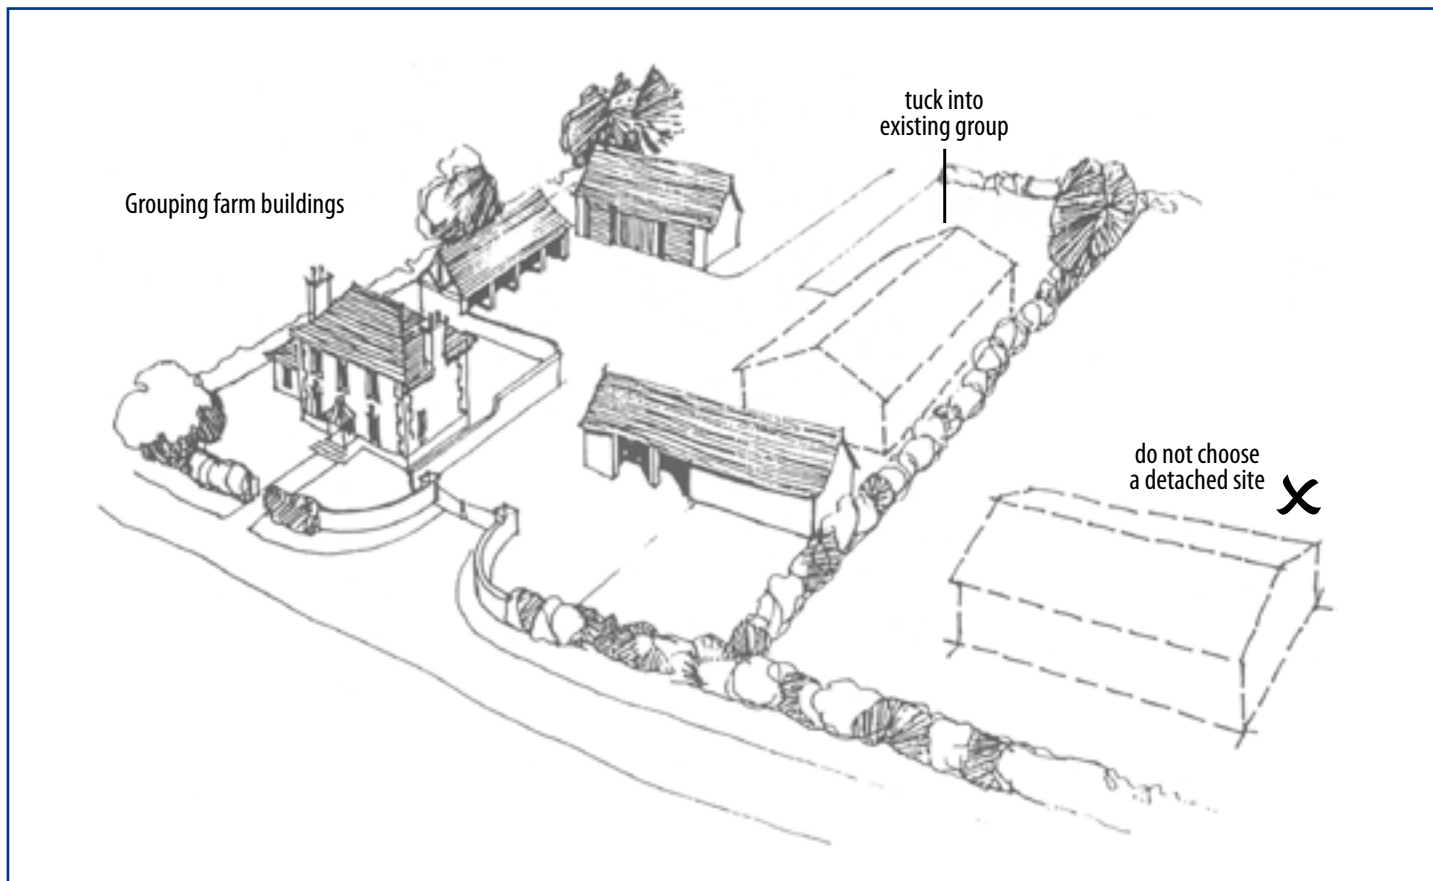 tuck into
existing group
Grouping farm buildings
do not choose
a detached site